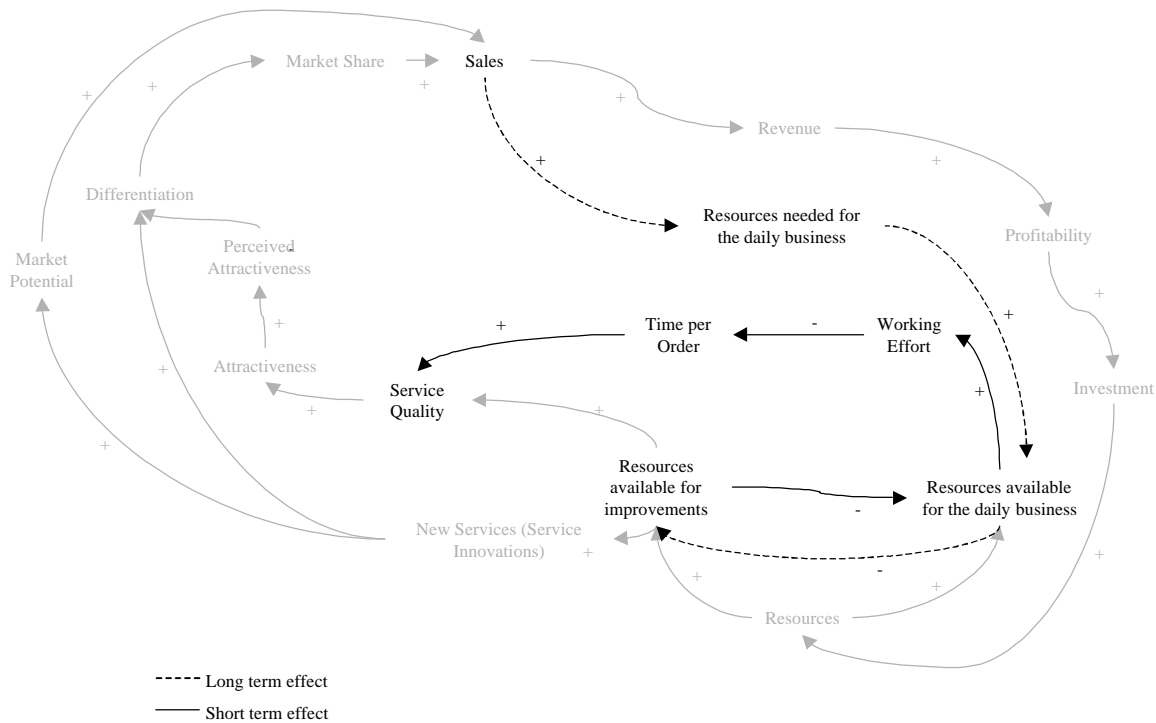 Market Share
Sales
+
+
+
+
Revenue
+
+
Differentiation
Resources needed for
the daily business
Perceived
Attractiveness
-
Profitability
Market
Potential
+
+
+
-
+
Time per
Order
Working
Effort
+
Attractiveness
Service
Quality
+
Investment
+
+
+
Resources
available for
improvements
Resources available
for the daily business
-
New Services (Service
Innovations)
+
-
+
+
+
Resources
Long term effect
Short term effect